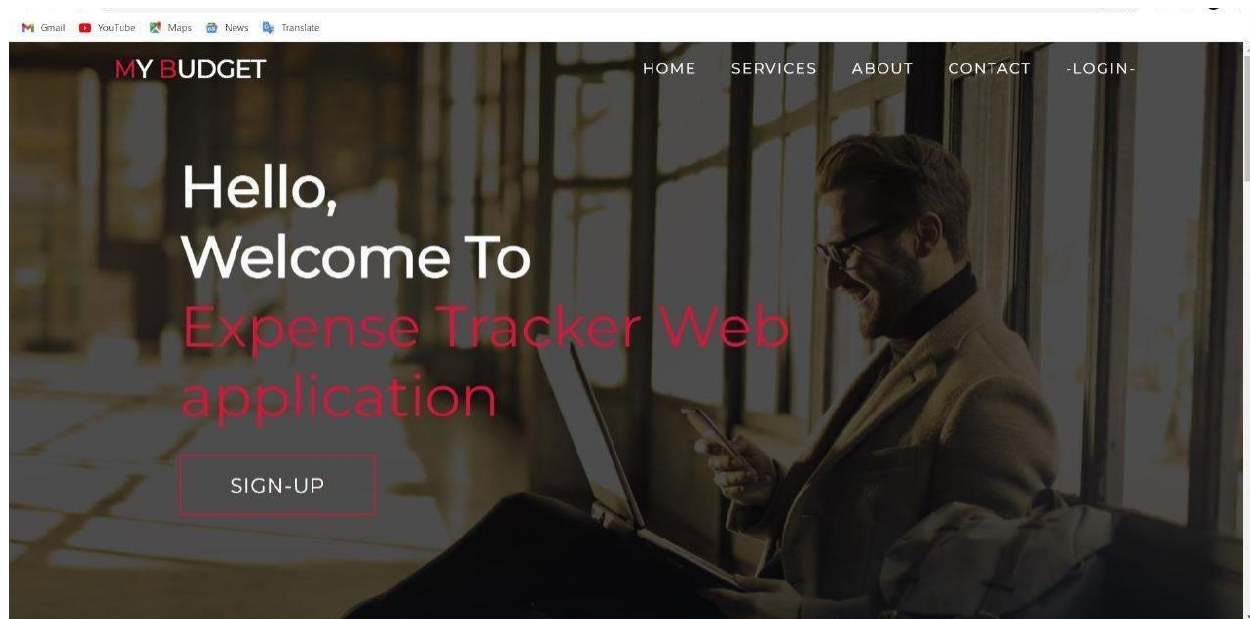 Gmail YouTube Maps News Translate
MY BUDGET HOME SERVICES ABOUT CONTACT -LOGIN-
Hello,
Welcome To
Expense Tracker Web
application
SIGN-UP